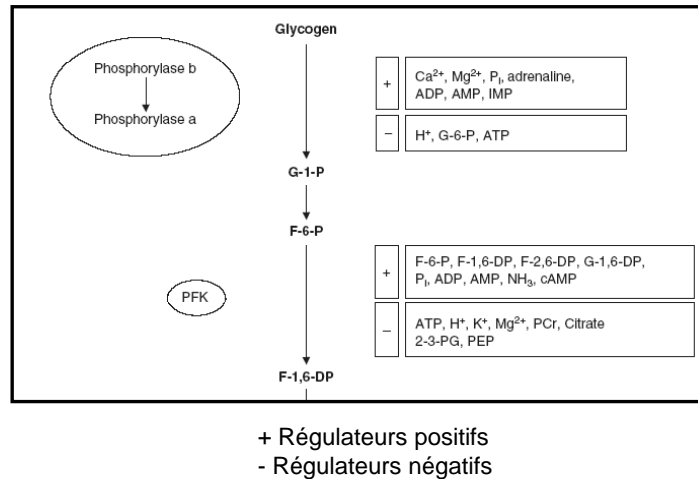 Glycogen
Phosphorylase b
Phosphorylase a
+
Ca²⁺, Mg²⁺, Pᵢ, adrenaline,
ADP, AMP, IMP
–
H⁺, G-6-P, ATP
G-1-P
F-6-P
PFK
+
F-6-P, F-1,6-DP, F-2,6-DP, G-1,6-DP,
Pᵢ, ADP, AMP, NH₃, cAMP
–
ATP, H⁺, K⁺, Mg²⁺, PCr, Citrate
2-3-PG, PEP
F-1,6-DP
+ Régulateurs positifs
- Régulateurs négatifs